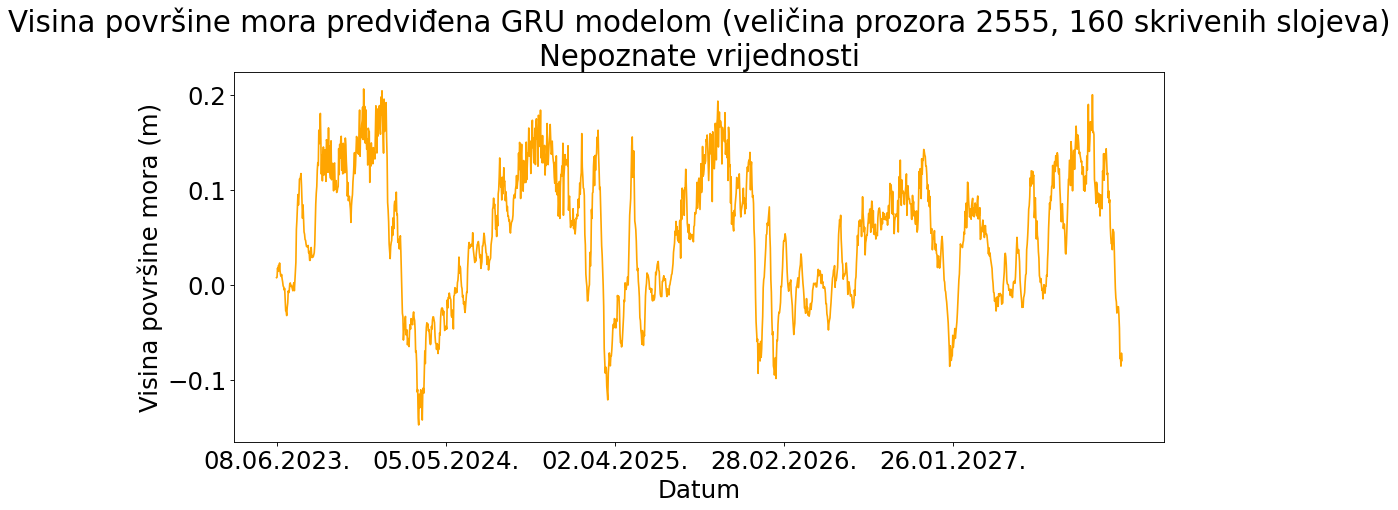 Visina površine mora predviđena GRU modelom (veličina prozora 2555, 160 skrivenih slojeva)
Nepoznate vrijednosti
Visina površine mora (m)
0.2
0.1
0.0
−0.1
08.06.2023. 05.05.2024. 02.04.2025. 28.02.2026. 26.01.2027.
Datum